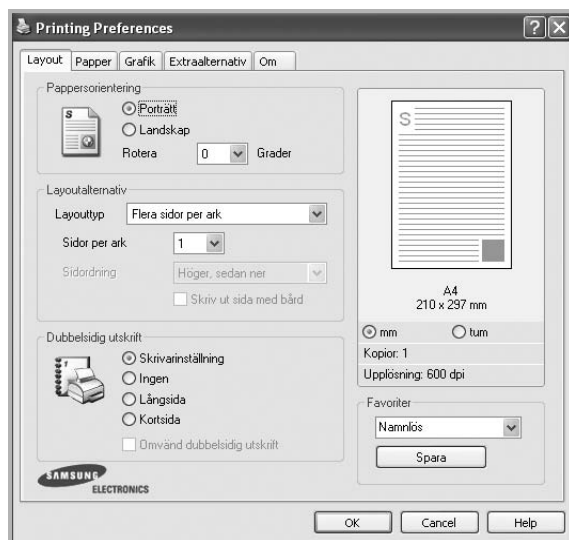 Printing Preferences
Layout Papper Grafik Extraalternativ Om
Pappersorientering
S
Porträtt
Landskap
Rotera 0 Grader
Layoutalternativ
Layouttyp Flera sidor per ark
Sidor per ark 1
Sidordning Höger, sedan ner
Skriv ut sida med bård
Dubbelsidig utskrift
Skrivarinställning
Ingen
Långsida
Kortsida
Omvänd dubbelsidig utskrift
SAMSUNG
ELECTRONICS
S
A4
210 x 297 mm
mm tum
Kopior: 1
Upplösning: 600 dpi
Favoriter
Namnlös
Spara
OK Cancel Help